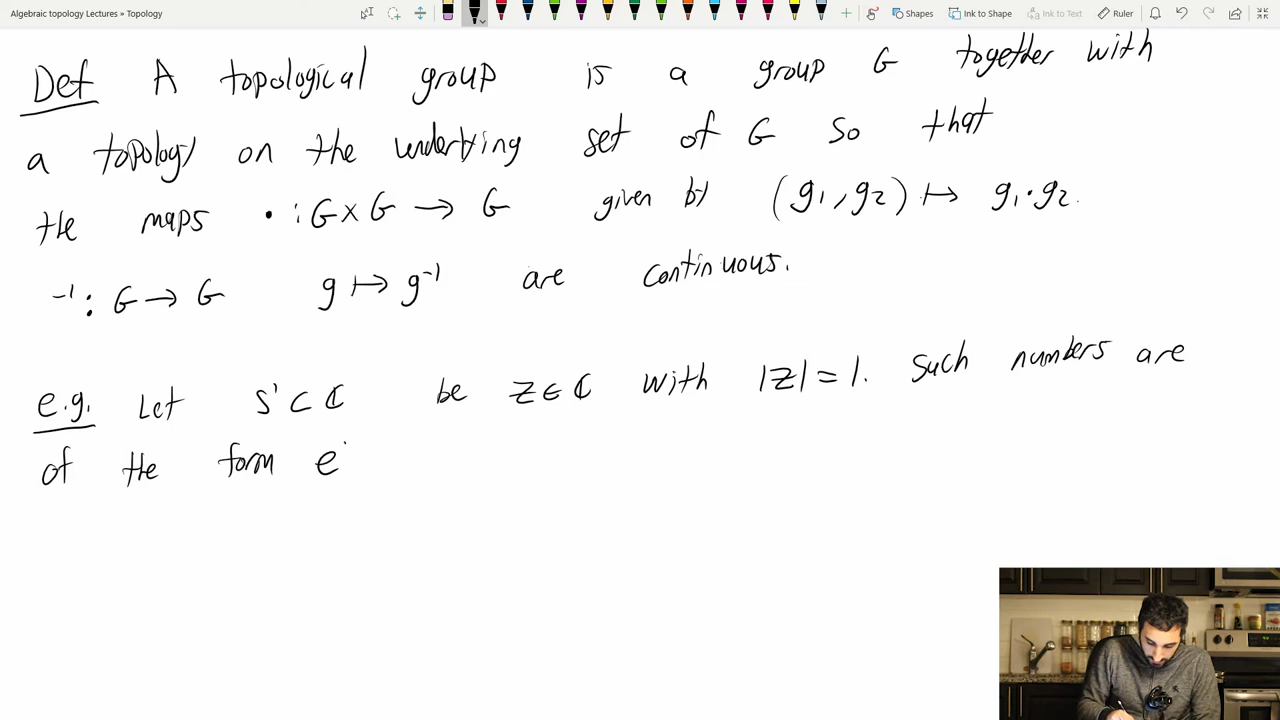 Algebraic topology Lectures » Topology
Shapes Ink to Shape Ink to Text Ruler
Def A topological group is a group G together with
a topology on the underlying set of G so that
the maps • : G × G → G given by (g₁, g₂) ↦ g₁·g₂.
⁻¹: G → G g ↦ g⁻¹ are continuous.
e.g. Let S¹ ⊂ ℂ be z ∈ ℂ with |z| = 1. Such numbers are
of the form e